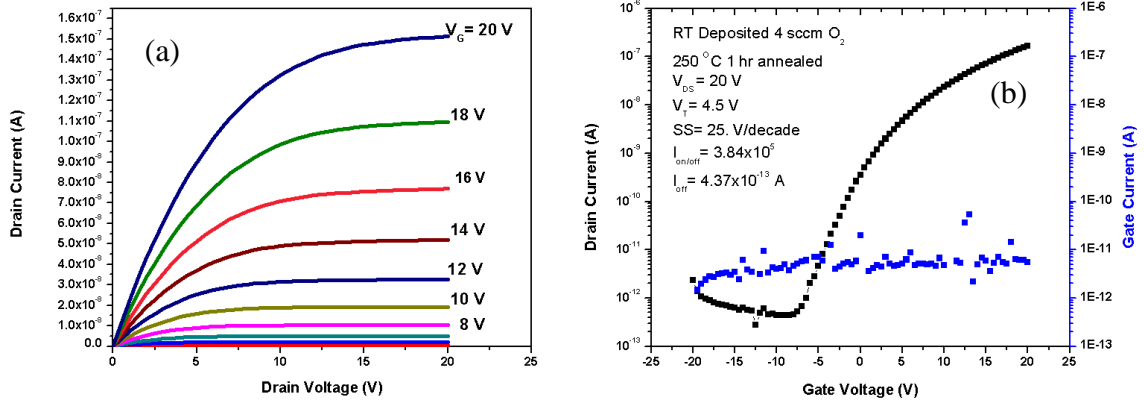 (a)
V_G = 20 V
18 V
16 V
14 V
12 V
10 V
8 V
1.6x10⁻⁷
1.5x10⁻⁷
1.4x10⁻⁷
1.3x10⁻⁷
1.2x10⁻⁷
1.1x10⁻⁷
1.0x10⁻⁷
9.0x10⁻⁸
8.0x10⁻⁸
7.0x10⁻⁸
6.0x10⁻⁸
5.0x10⁻⁸
4.0x10⁻⁸
3.0x10⁻⁸
2.0x10⁻⁸
1.0x10⁻⁸
0.0
Drain Current (A)
0 5 10 15 20 25
Drain Voltage (V)
(b)
RT Deposited 4 sccm O₂
250 °C 1 hr annealed
V_DS = 20 V
V_T = 4.5 V
SS= 25. V/decade
I_on/off = 3.84x10⁵
I_off = 4.37x10⁻¹³ A
10⁻⁶
10⁻⁷
10⁻⁸
10⁻⁹
10⁻¹⁰
10⁻¹¹
10⁻¹²
10⁻¹³
Drain Current (A)
1E-6
1E-7
1E-8
1E-9
1E-10
1E-11
1E-12
1E-13
Gate Current (A)
-25 -20 -15 -10 -5 0 5 10 15 20 25
Gate Voltage (V)